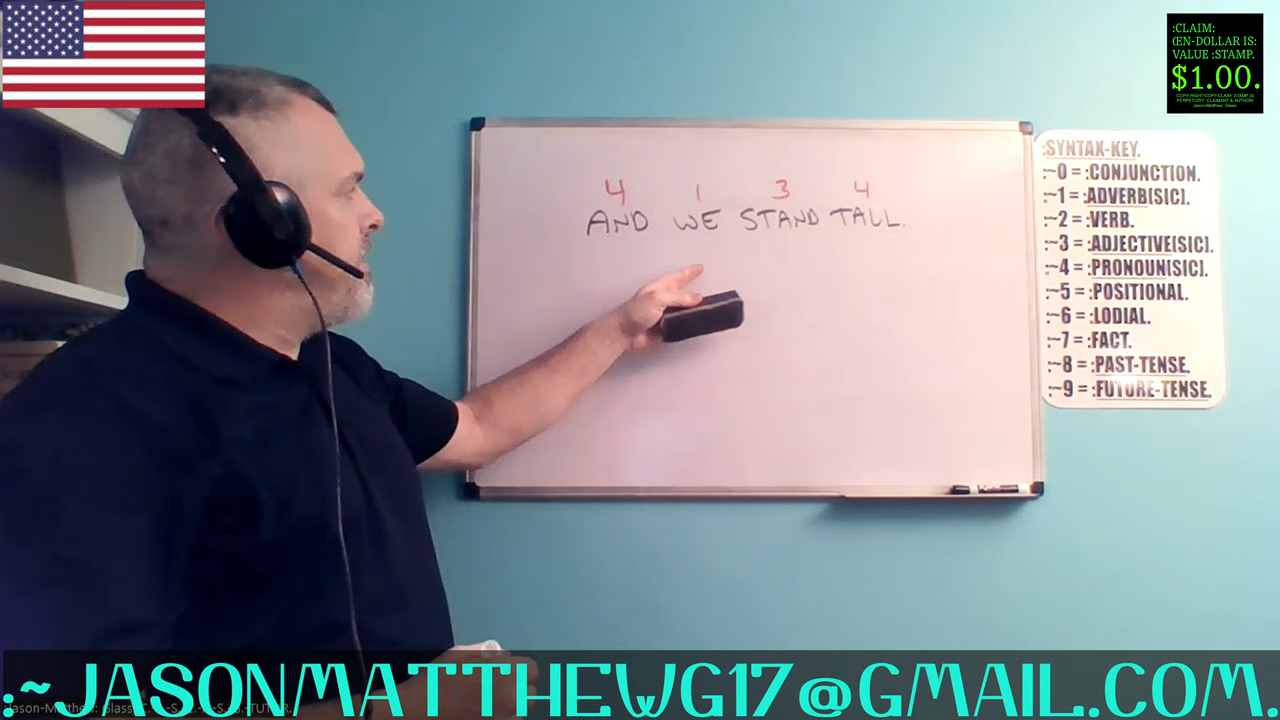 :CLAIM:
ŒN-DOLLAR IS:
VALUE :STAMP.
$1.00.
4 1 3 4
AND WE STAND TALL.
:SYNTAX-KEY.
:~0 = :CONJUNCTION.
:~1 = :ADVERB[SIC].
:~2 = :VERB.
:~3 = :ADJECTIVE[SIC].
:~4 = :PRONOUN[SIC].
:~5 = :POSITIONAL.
:~6 = :LODIAL.
:~7 = :FACT.
:~8 = :PAST-TENSE.
:~9 = :FUTURE-TENSE.
:~ JASONMATTHEWG17@GMAIL.COM.